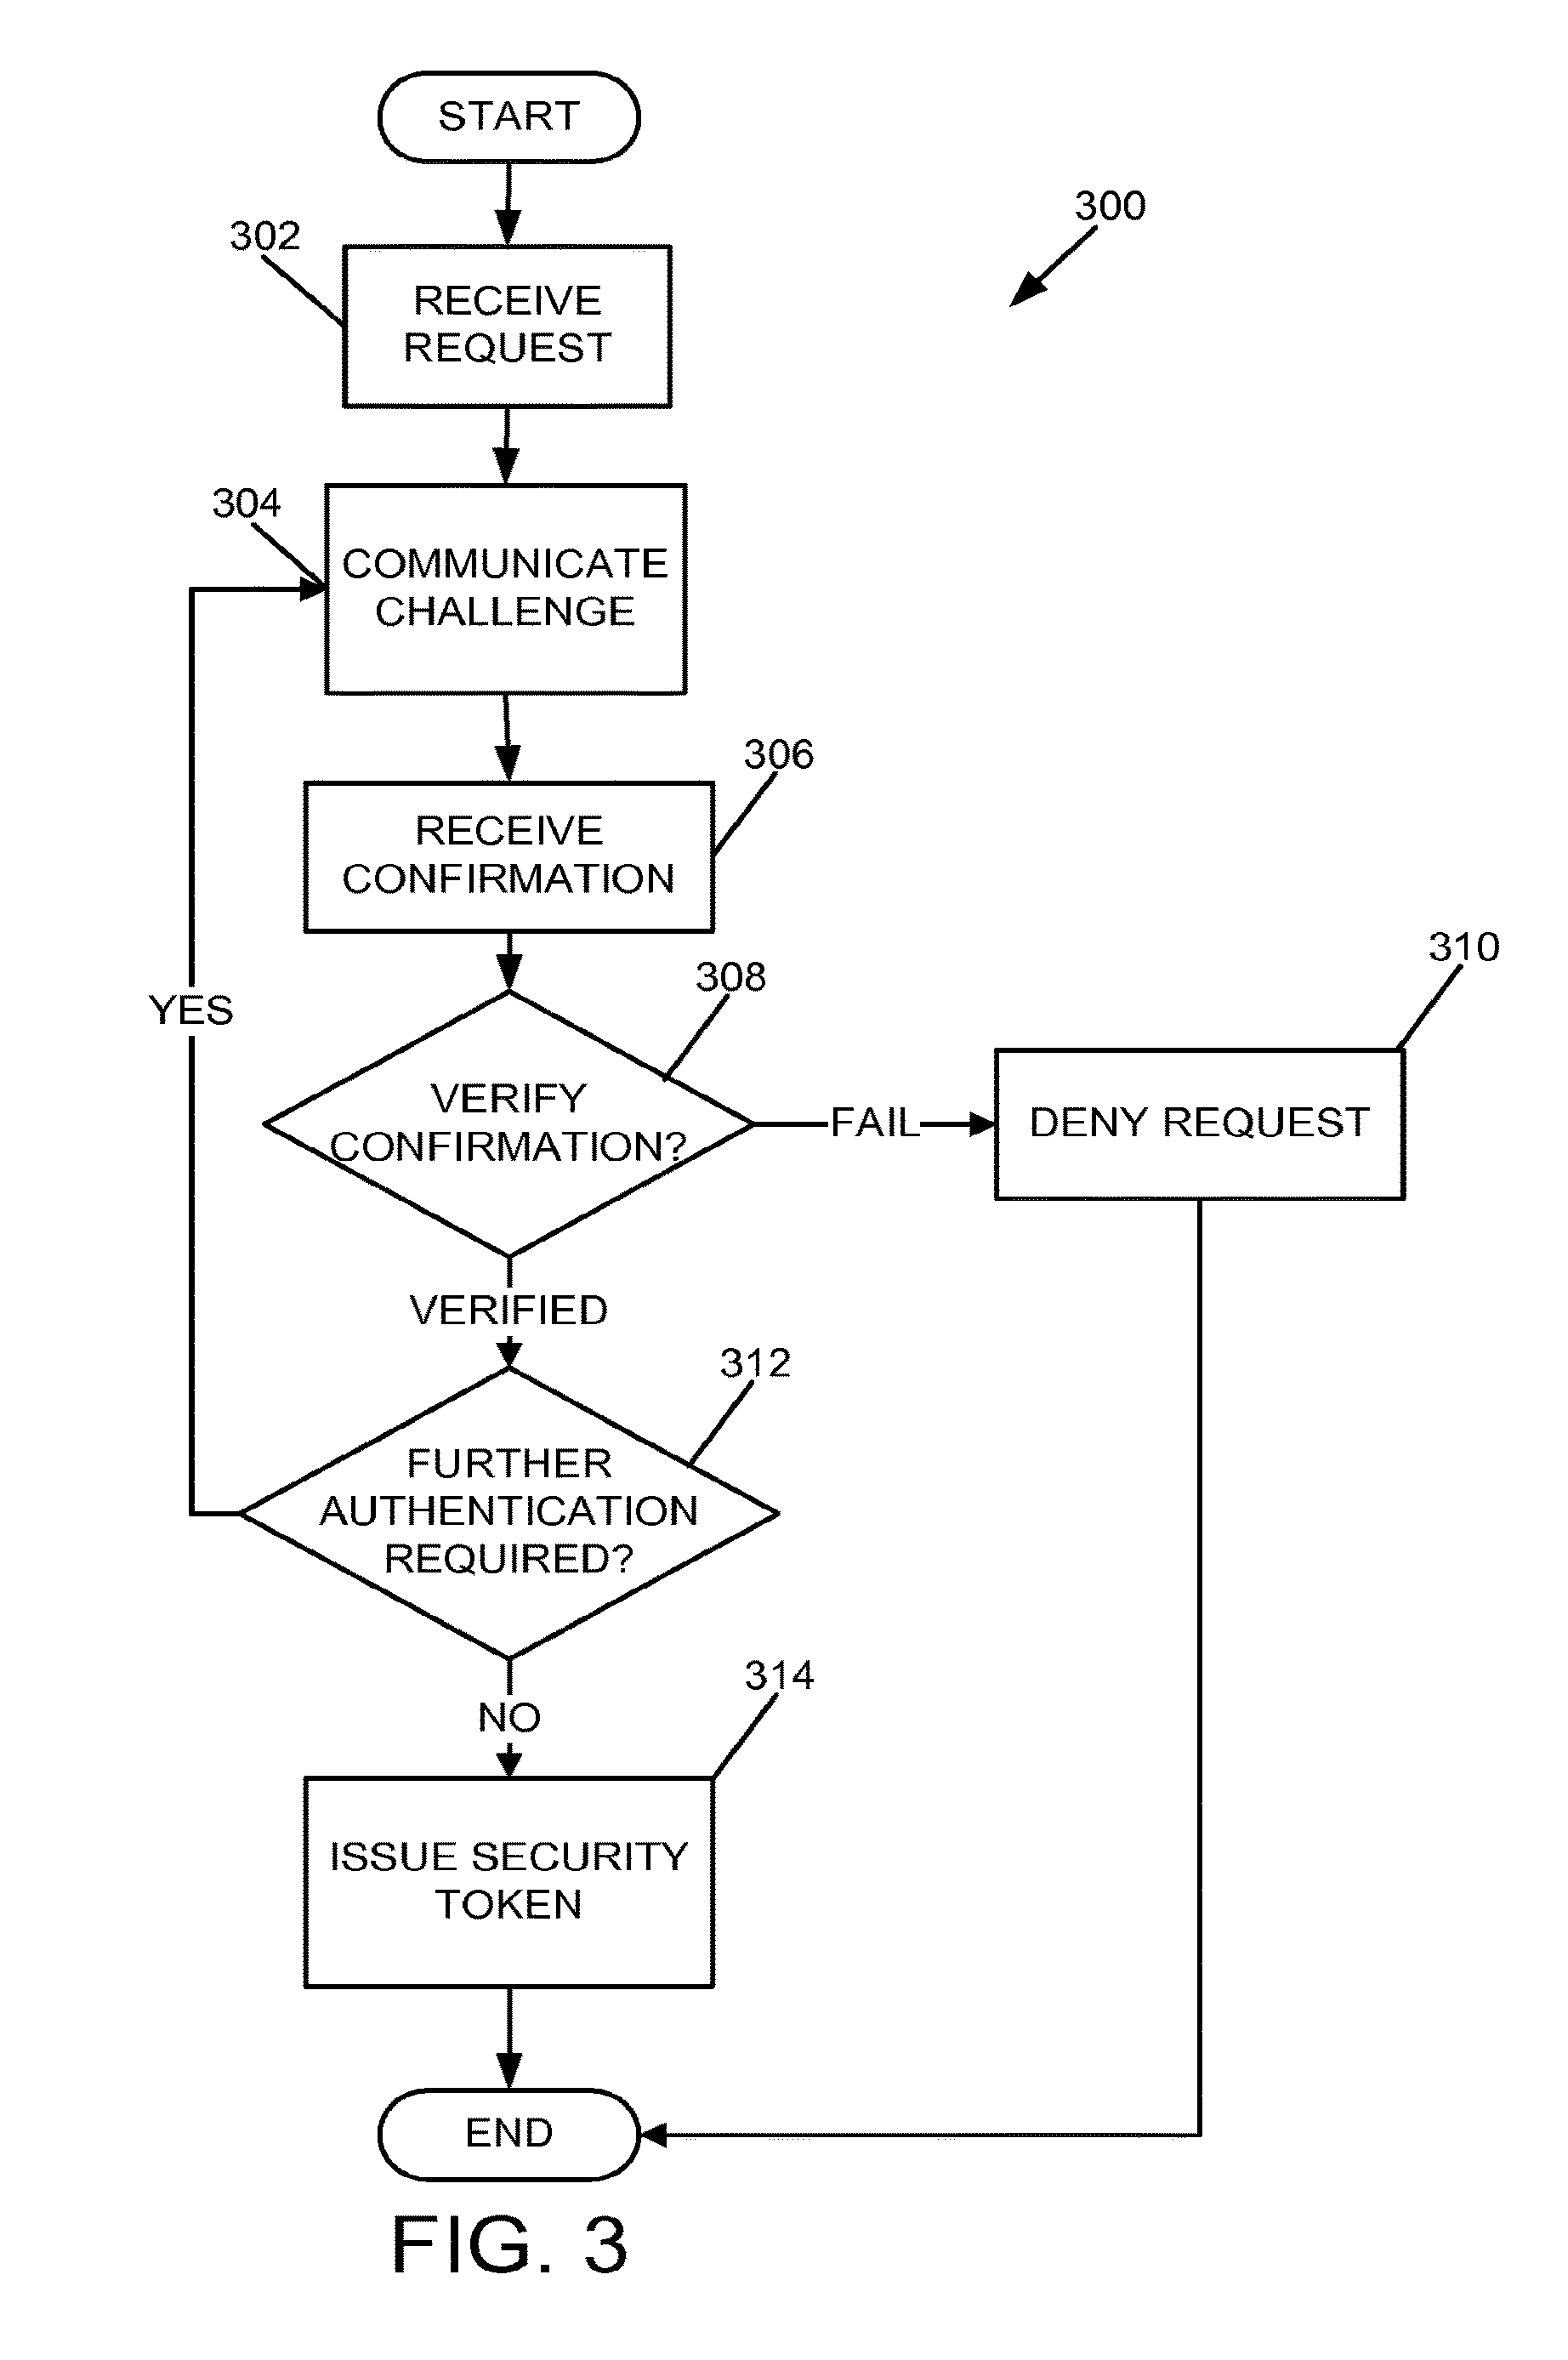 START
300
302
RECEIVE
REQUEST
304
COMMUNICATE
CHALLENGE
306
RECEIVE
CONFIRMATION
308
310
YES
VERIFY
CONFIRMATION?
FAIL
DENY REQUEST
VERIFIED
312
FURTHER
AUTHENTICATION
REQUIRED?
314
NO
ISSUE SECURITY
TOKEN
END
FIG. 3